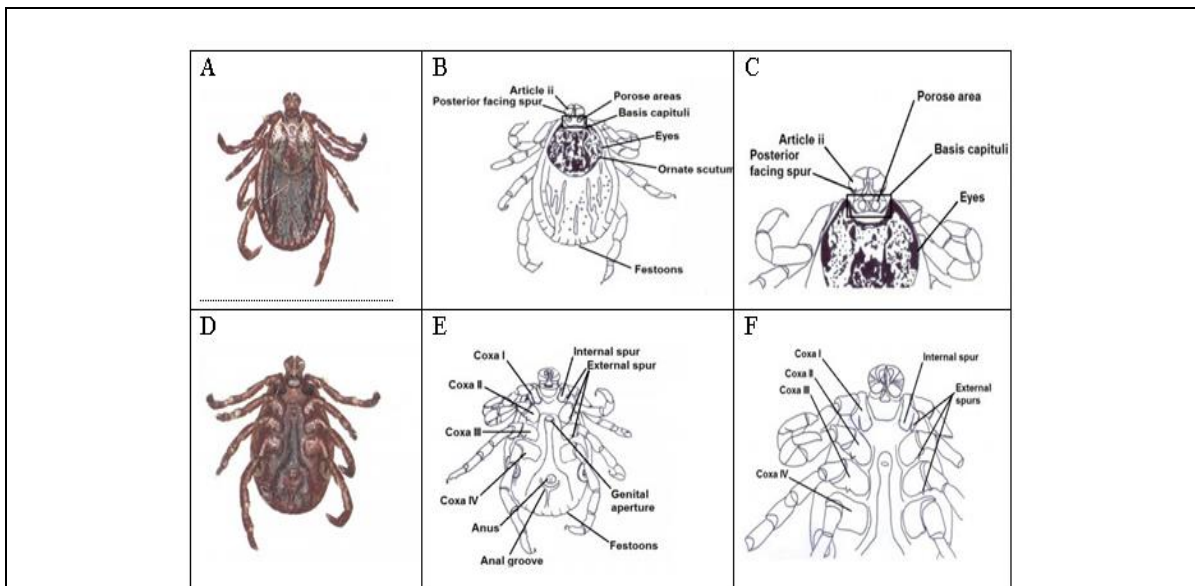 A
B
Article ii
Posterior facing spur
Porose areas
Basis capituli
Eyes
Ornate scutum
Festoons
C
Porose area
Article ii
Posterior
facing spur
Basis capituli
Eyes
D
E
Coxa I
Internal spur
External spur
Coxa II
Coxa III
Coxa IV
Genital
aperture
Anus
Festoons
Anal groove
F
Coxa I
Coxa II
Coxa III
Internal spur
External
spurs
Coxa IV